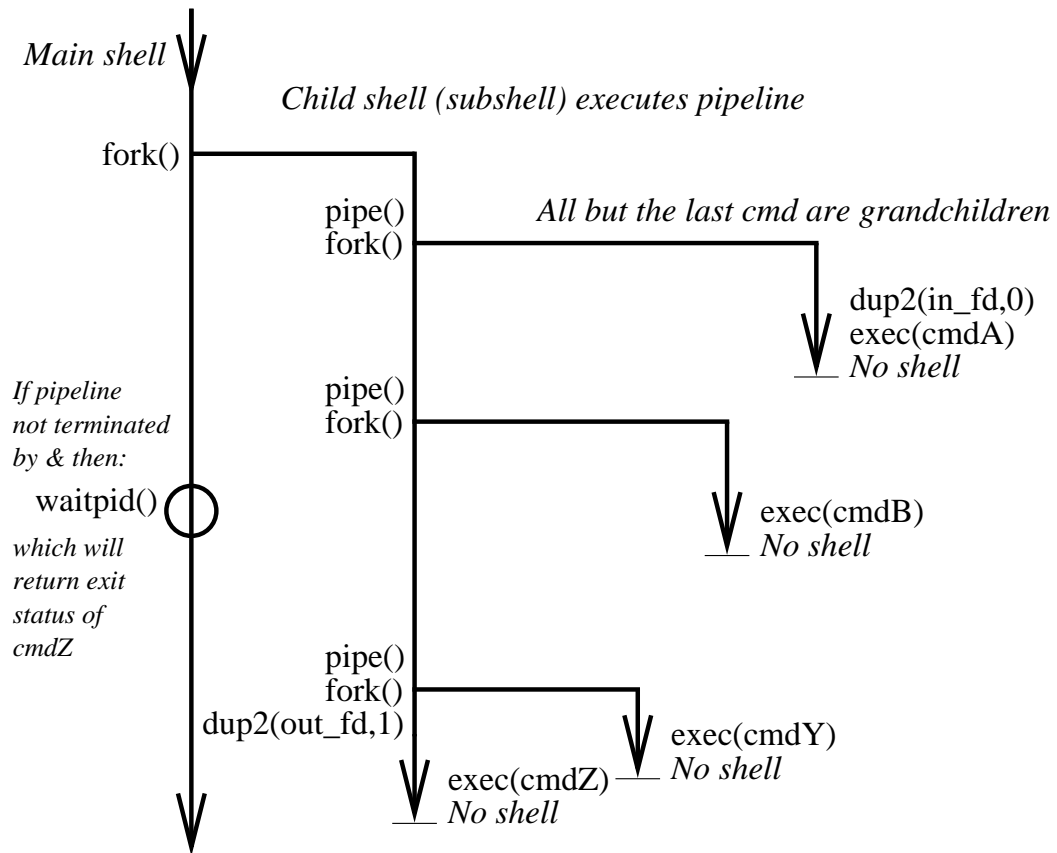 Main shell
Child shell (subshell) executes pipeline
fork()
pipe()
All but the last cmd are grandchildren
fork()
dup2(in_fd,0)
exec(cmdA)
No shell
pipe()
fork()
If pipeline
not terminated
by & then:
waitpid()
which will
return exit
status of
cmdZ
exec(cmdB)
No shell
pipe()
fork()
dup2(out_fd,1)
exec(cmdY)
No shell
exec(cmdZ)
No shell